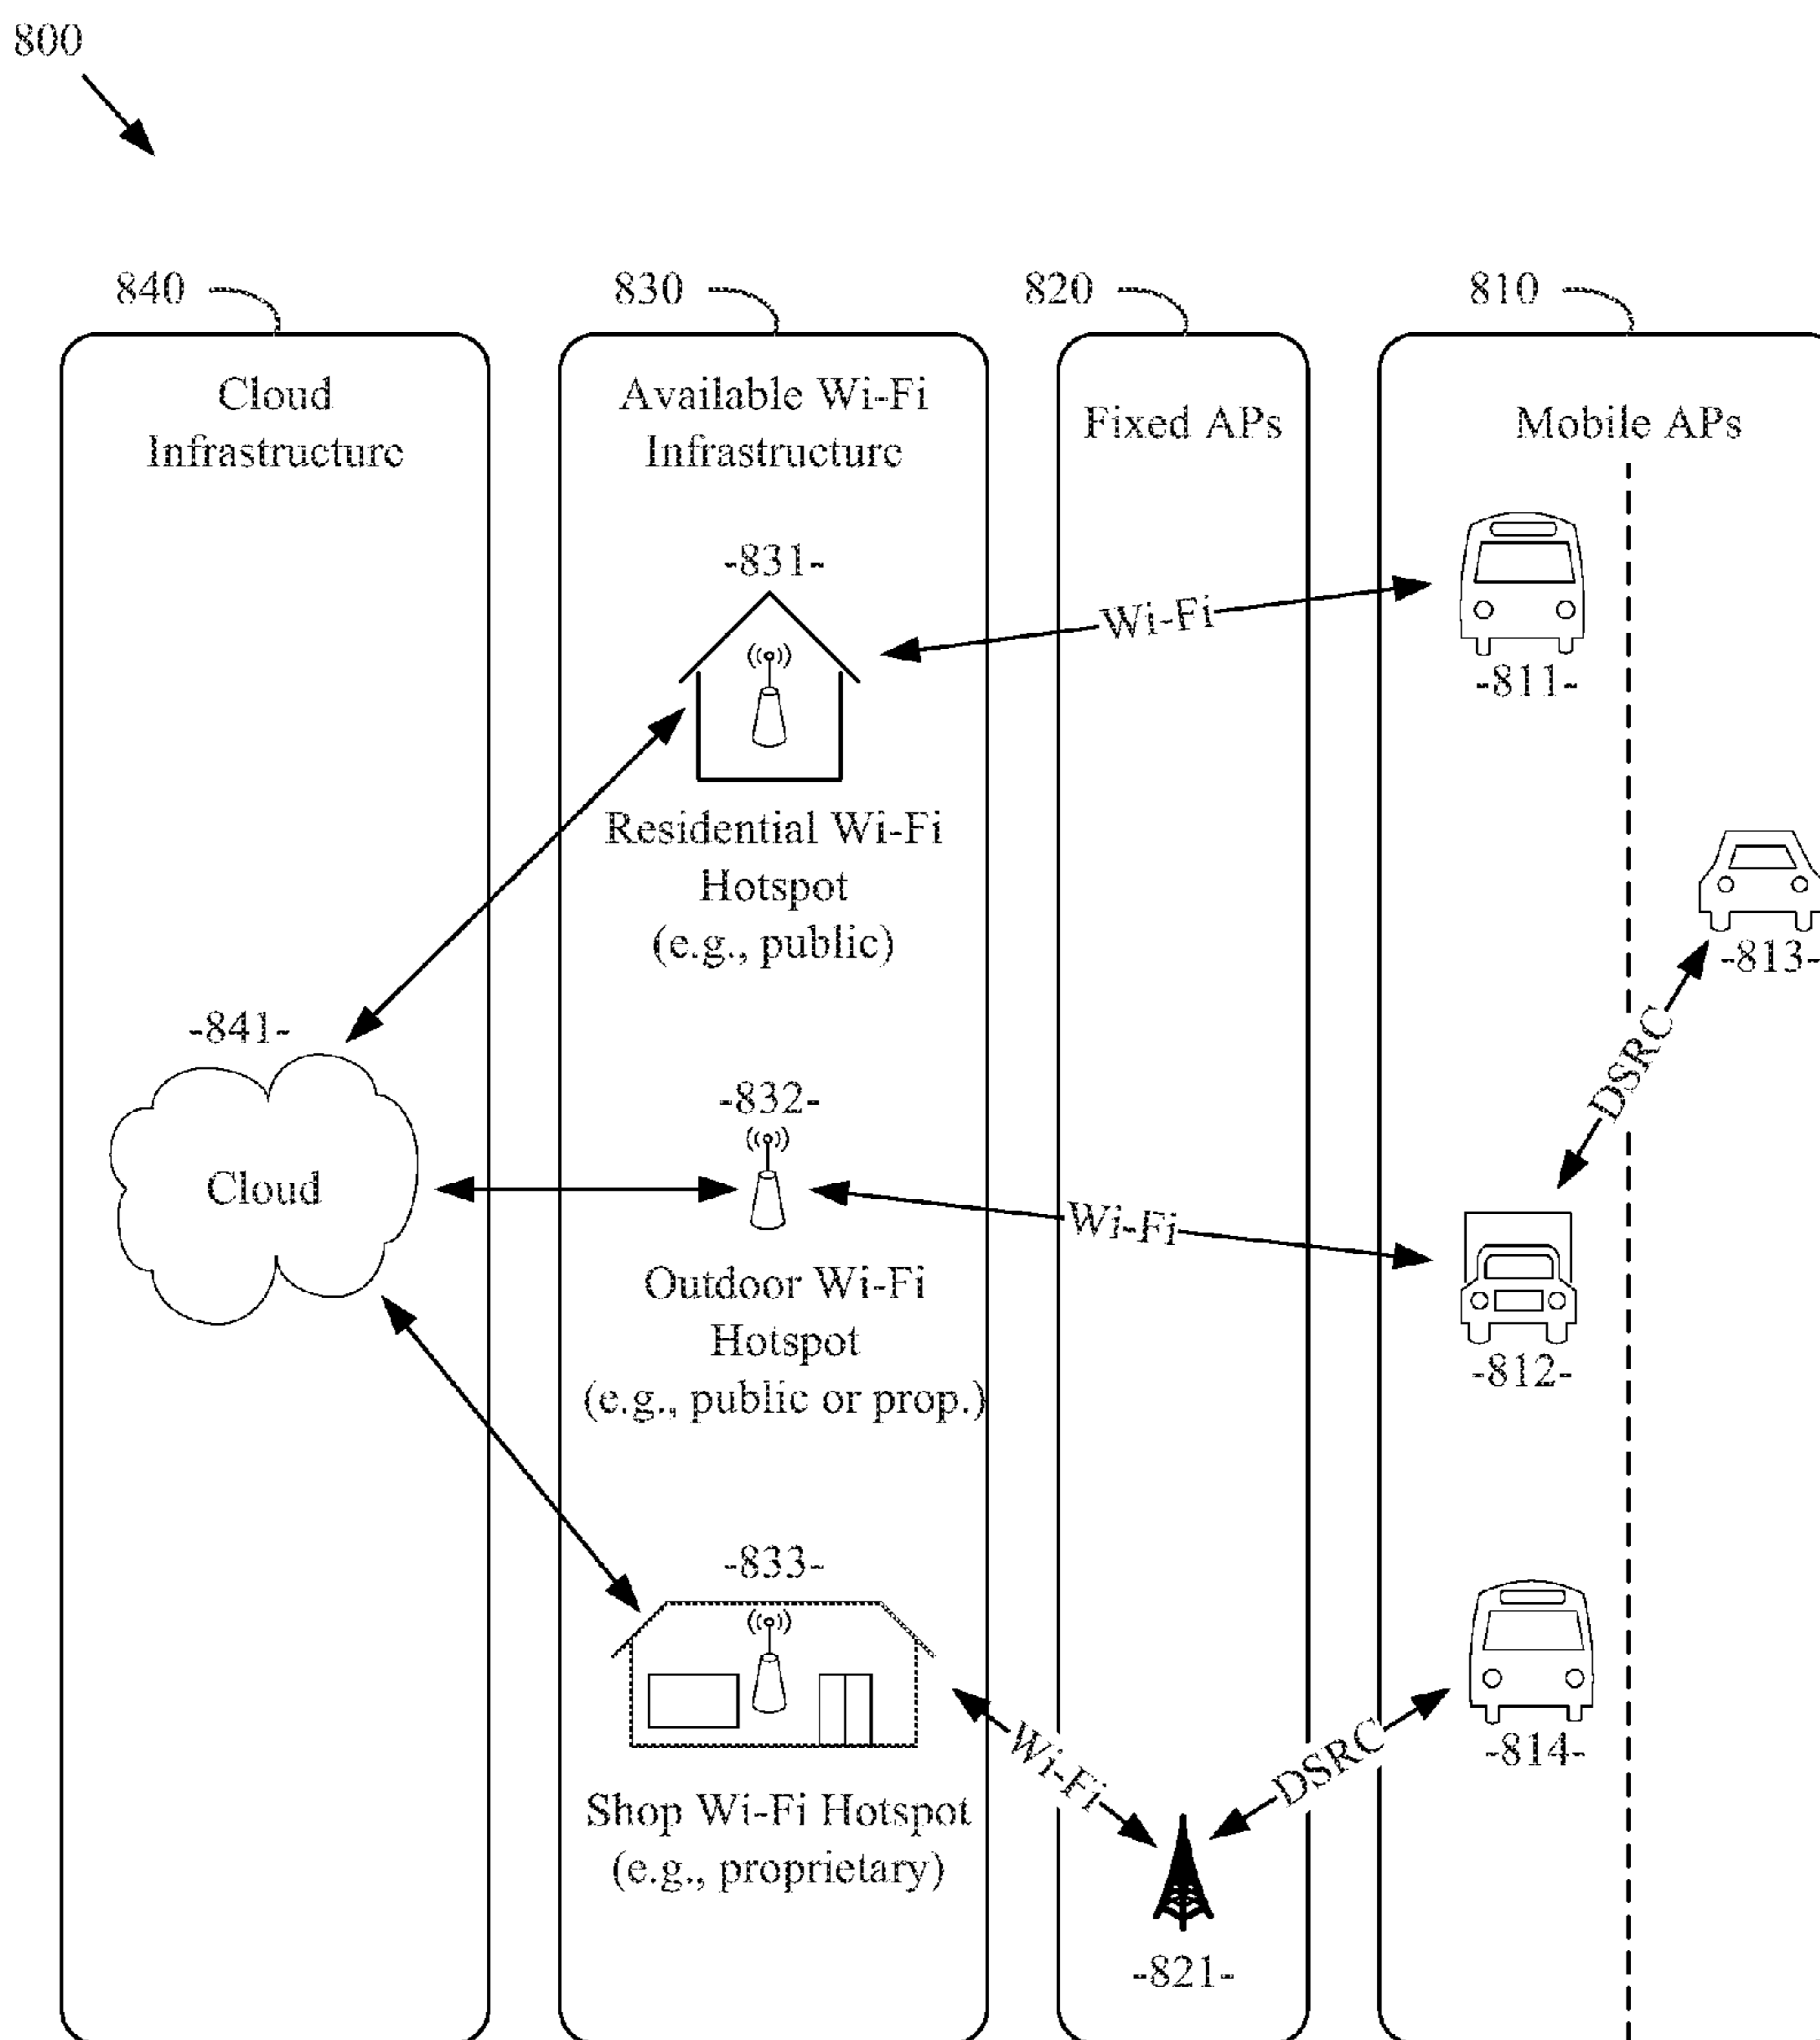 800
840
830
820
810
Cloud
Infrastructure
Available Wi-Fi
Infrastructure
Fixed APs
Mobile APs
-831-
Wi-Fi
-811-
Residential Wi-Fi
Hotspot
(e.g., public)
-813-
DSRC
-841-
Cloud
-832-
Wi-Fi
Outdoor Wi-Fi
Hotspot
(e.g., public or prop.)
-812-
-833-
Shop Wi-Fi Hotspot
(e.g., proprietary)
Wi-Fi
DSRC
-814-
-821-